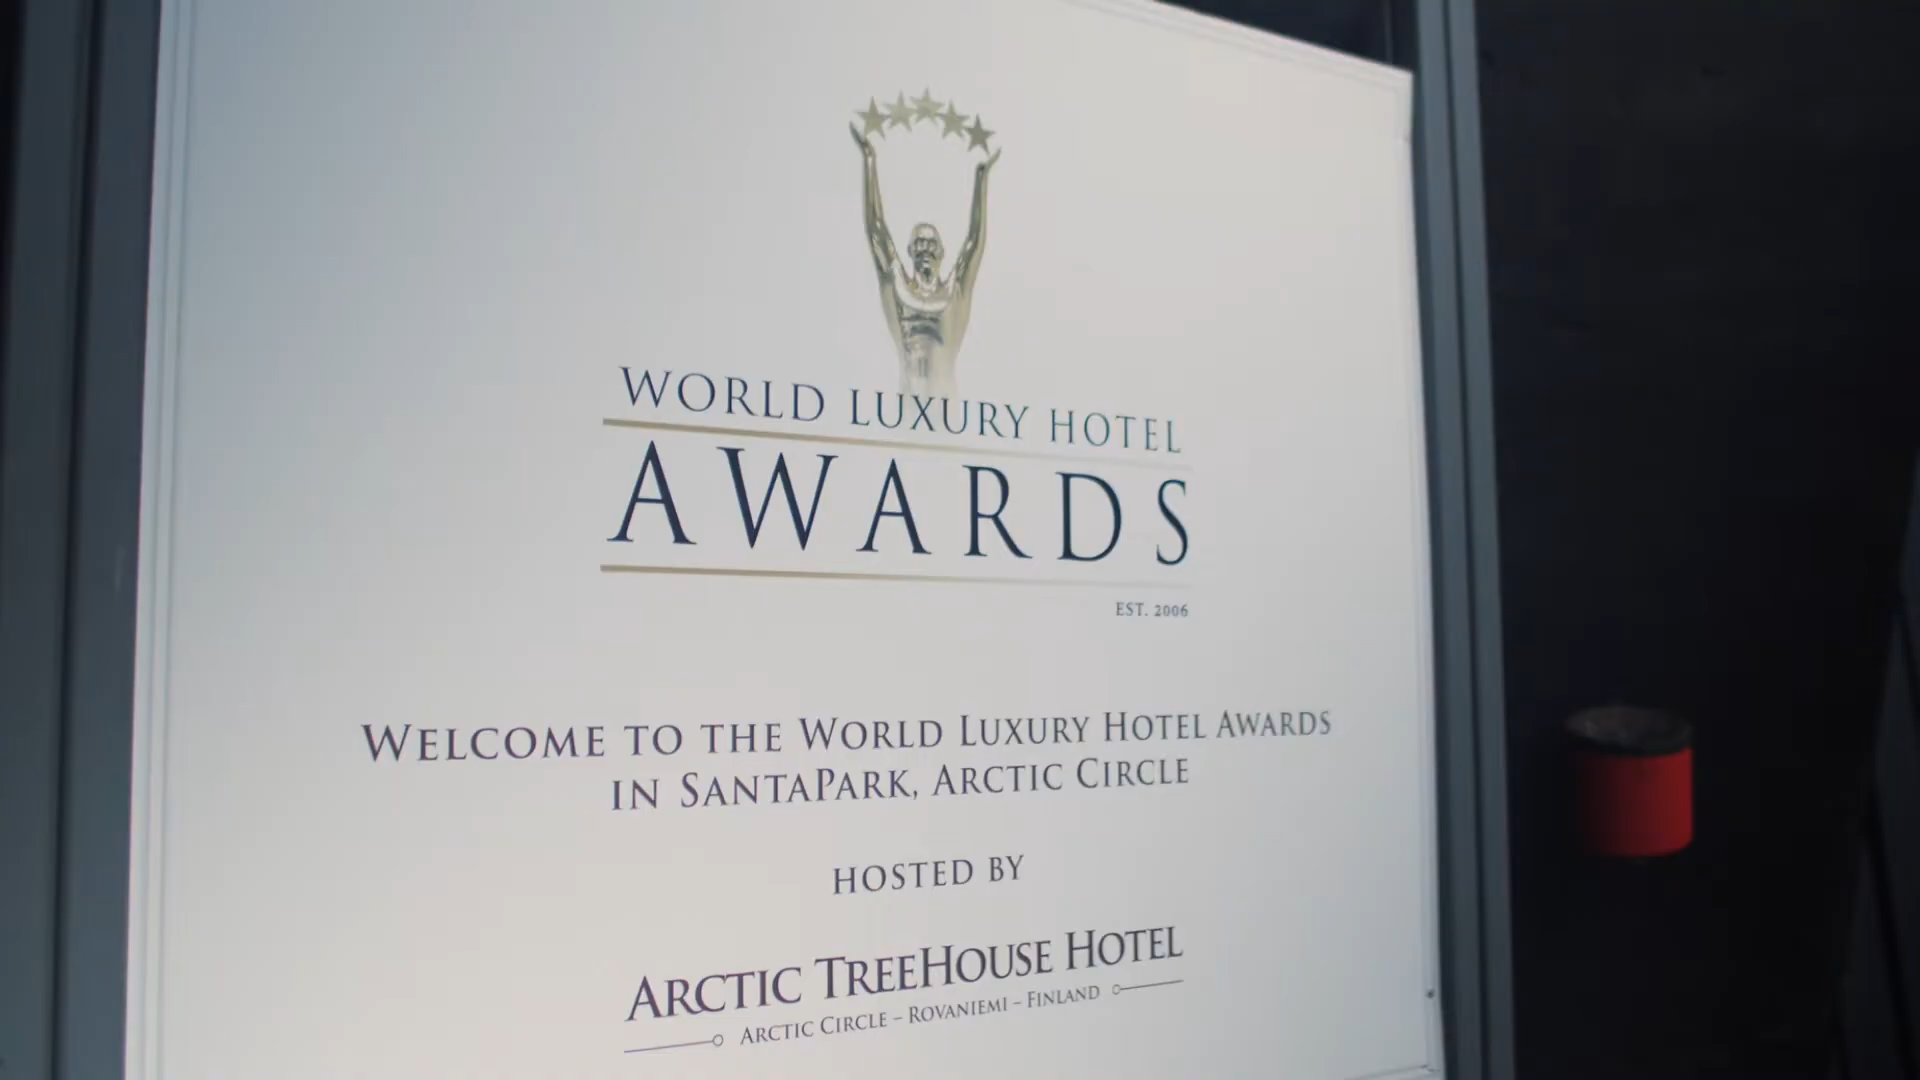 WORLD LUXURY HOTEL
AWARDS
EST. 2006
WELCOME TO THE WORLD LUXURY HOTEL AWARDS
IN SANTAPARK, ARCTIC CIRCLE
HOSTED BY
ARCTIC TREEHOUSE HOTEL
ARCTIC CIRCLE – ROVANIEMI – FINLAND